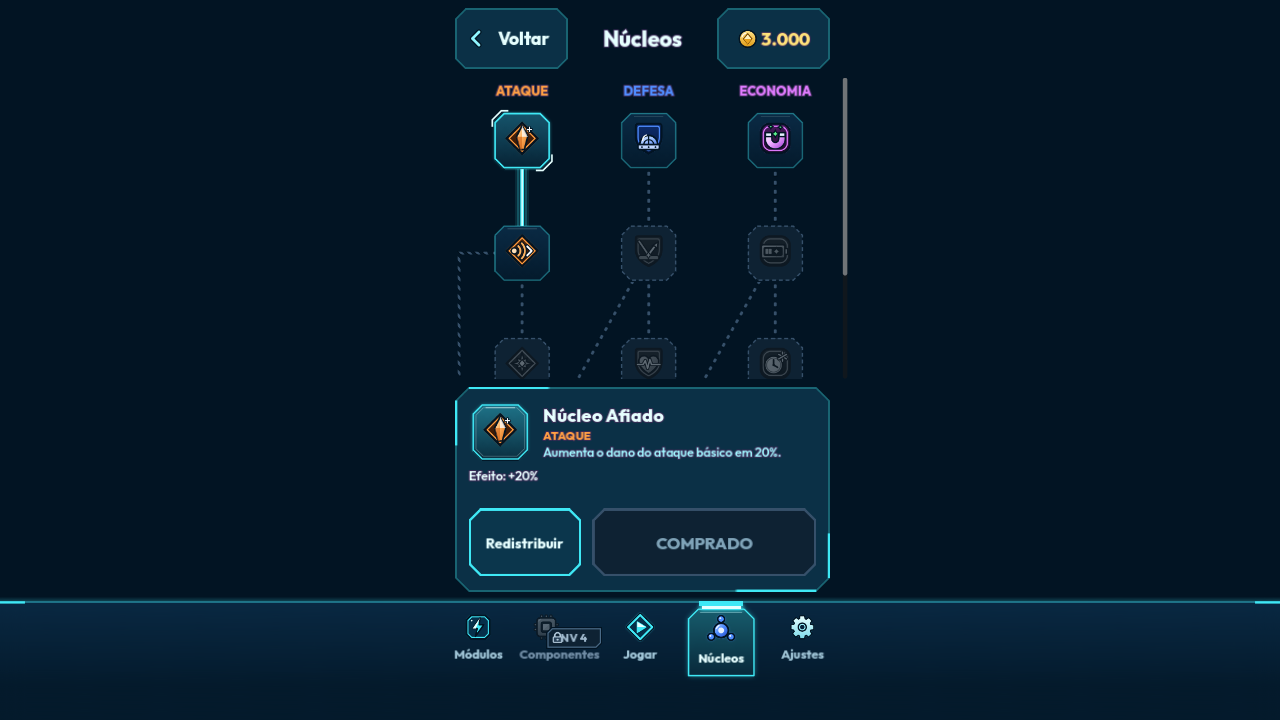 Voltar
Núcleos
3.000
ATAQUE
DEFESA
ECONOMIA
Núcleo Afiado
ATAQUE
Aumenta o dano do ataque básico em 20%.
Efeito: +20%
Redistribuir
COMPRADO
NV 4
Módulos
Componentes
Jogar
Núcleos
Ajustes